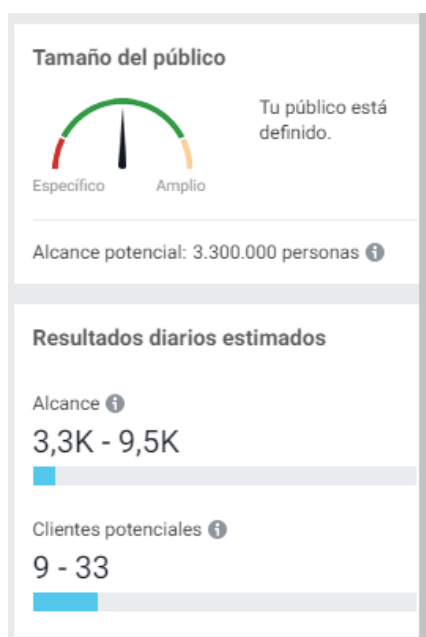 Tamaño del público
Tu público está
definido.
Específico
Amplio
Alcance potencial: 3.300.000 personas
Resultados diarios estimados
Alcance
3,3K - 9,5K
Clientes potenciales
9 - 33